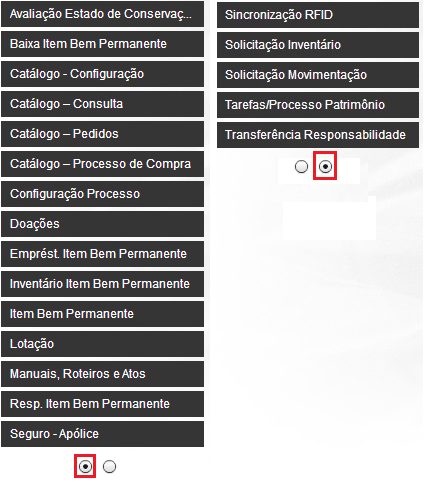 Avaliação Estado de Conservaç...
Baixa Item Bem Permanente
Catálogo - Configuração
Catálogo – Consulta
Catálogo – Pedidos
Catálogo – Processo de Compra
Configuração Processo
Doações
Emprést. Item Bem Permanente
Inventário Item Bem Permanente
Item Bem Permanente
Lotação
Manuais, Roteiros e Atos
Resp. Item Bem Permanente
Seguro - Apólice
Sincronização RFID
Solicitação Inventário
Solicitação Movimentação
Tarefas/Processo Patrimônio
Transferência Responsabilidade